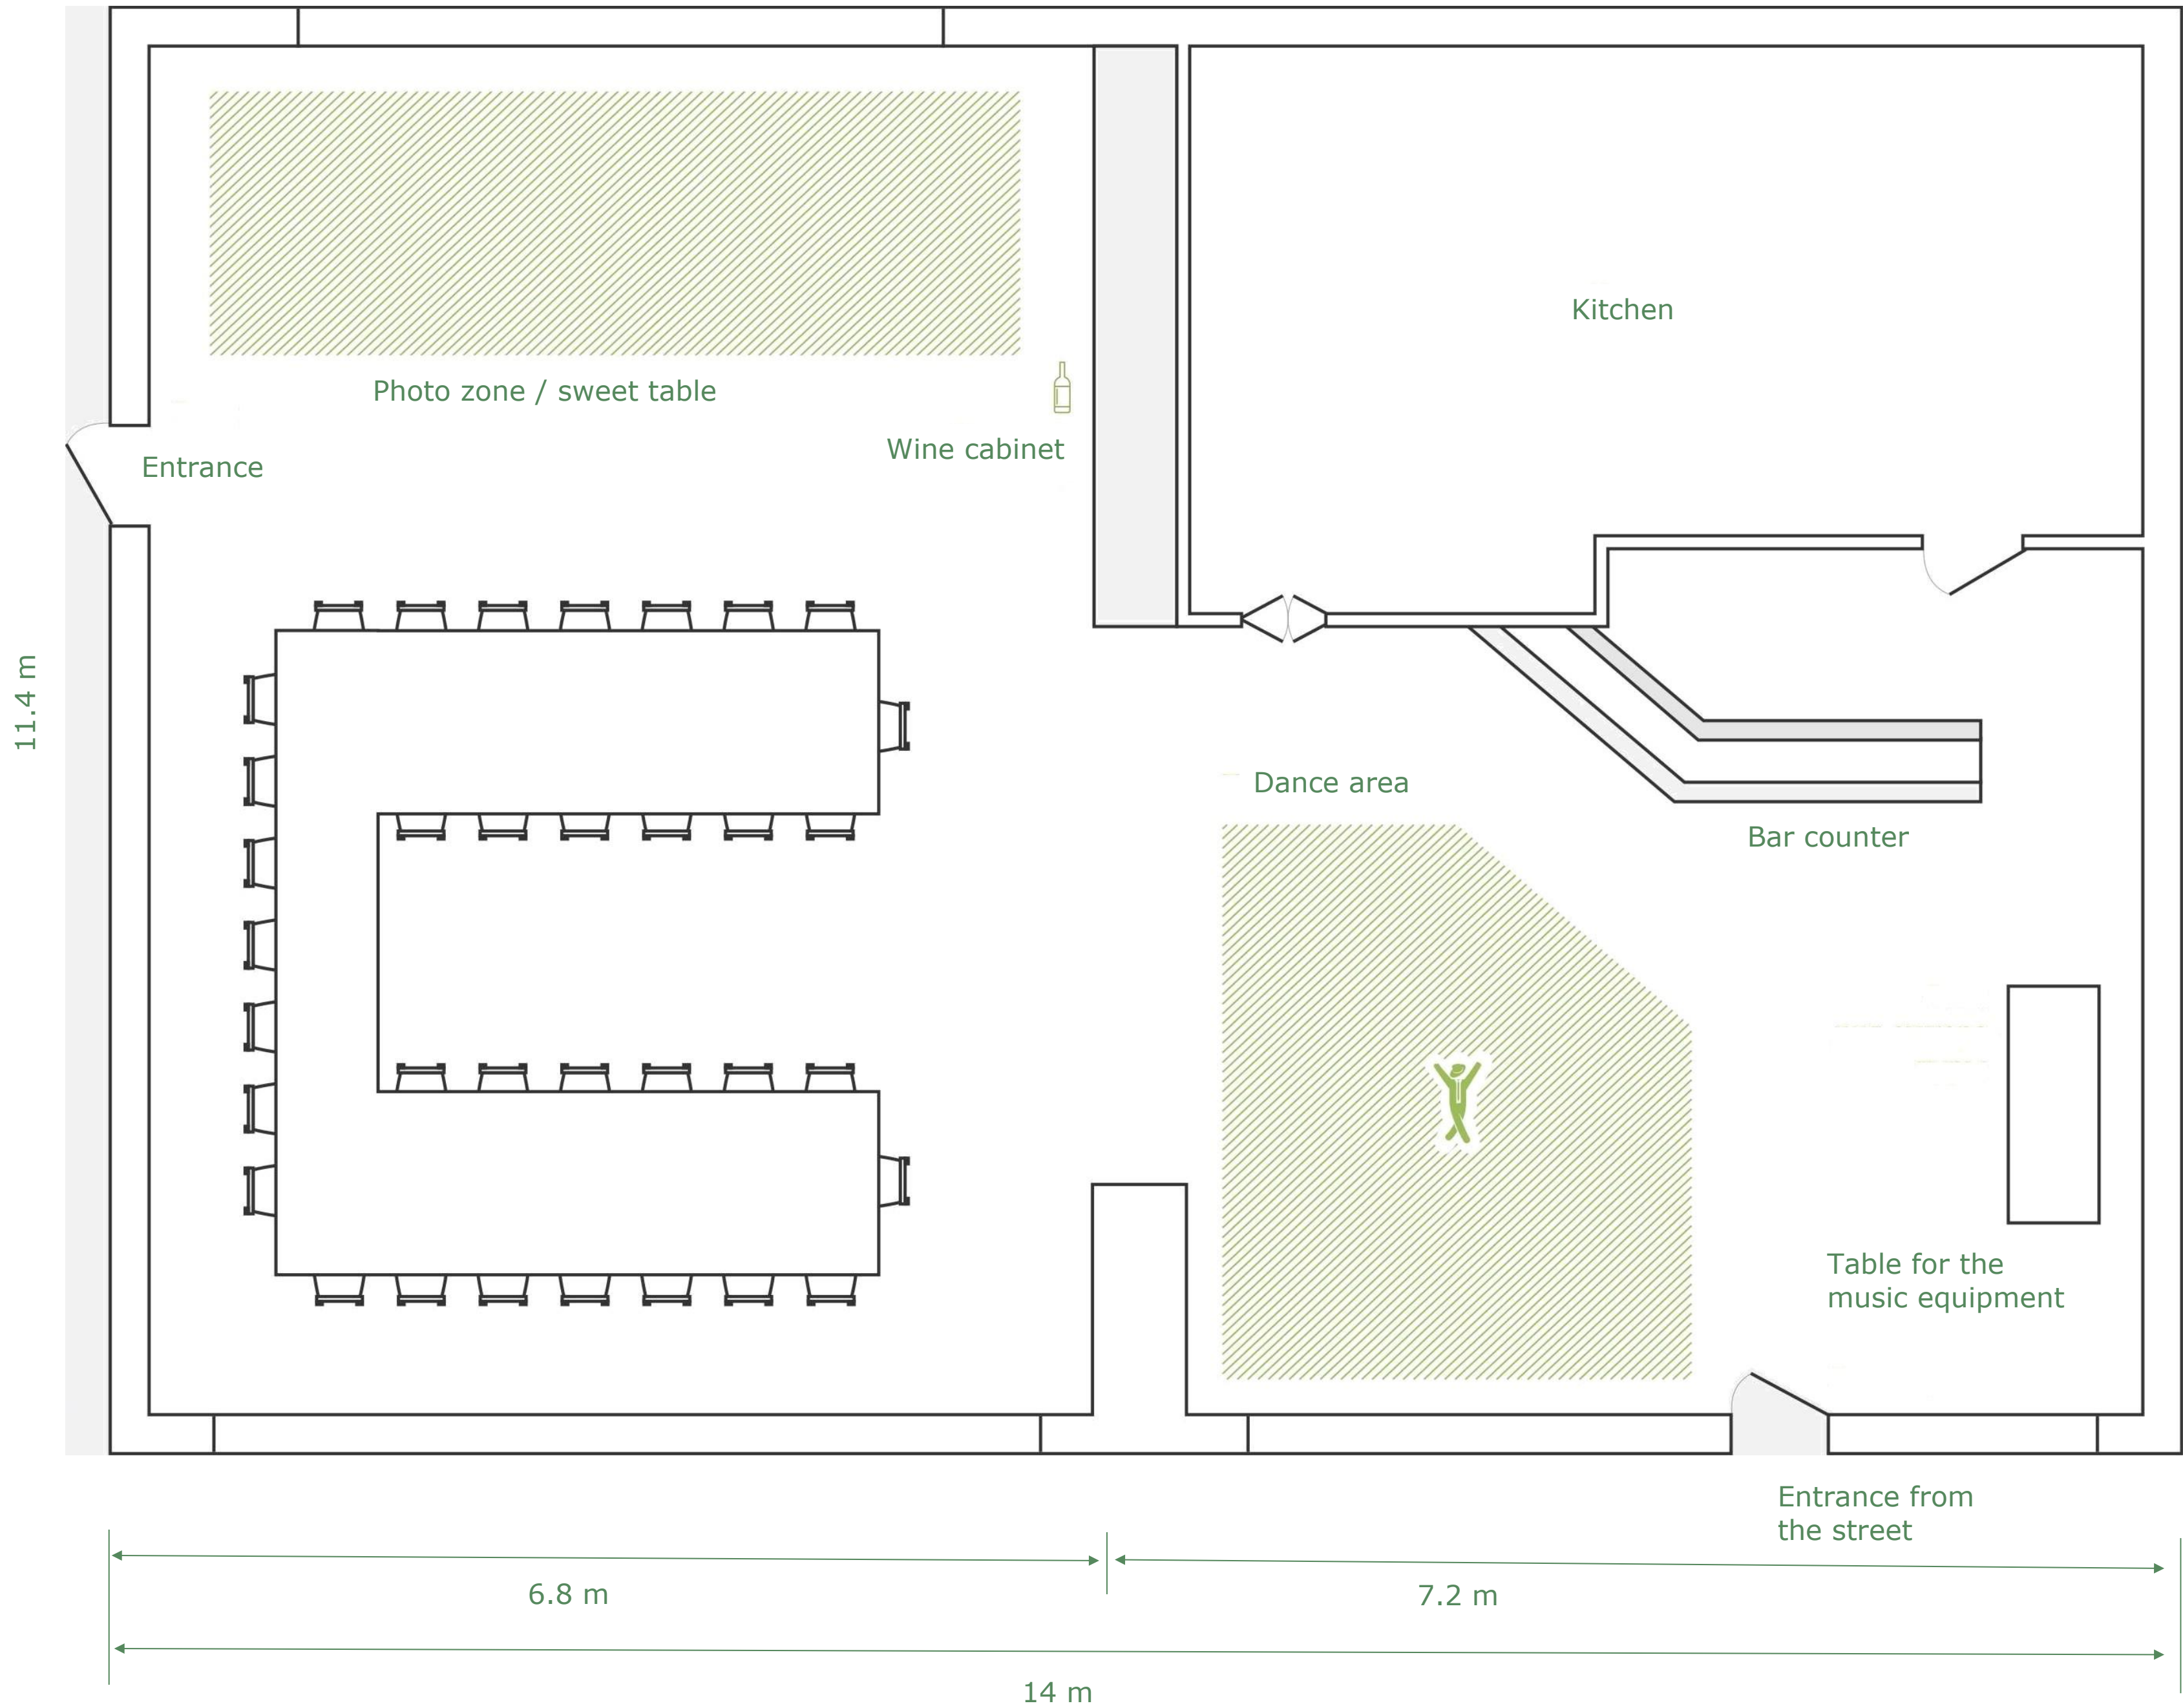 Kitchen
Photo zone / sweet table
Wine cabinet
Entrance
11.4 m
Dance area
Bar counter
Table for the
music equipment
Entrance from
the street
6.8 m
7.2 m
14 m